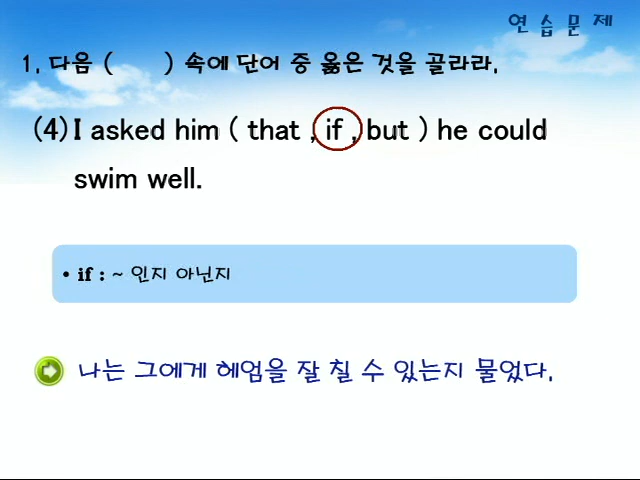 연 습 문 제
1. 다음 (      ) 속에 단어 중 옳은 것을 골라라.
(4) I asked him ( that , if , but ) he could
swim well.
• if : ~ 인지 아닌지
나는 그에게 헤엄을 잘 칠 수 있는지 물었다.